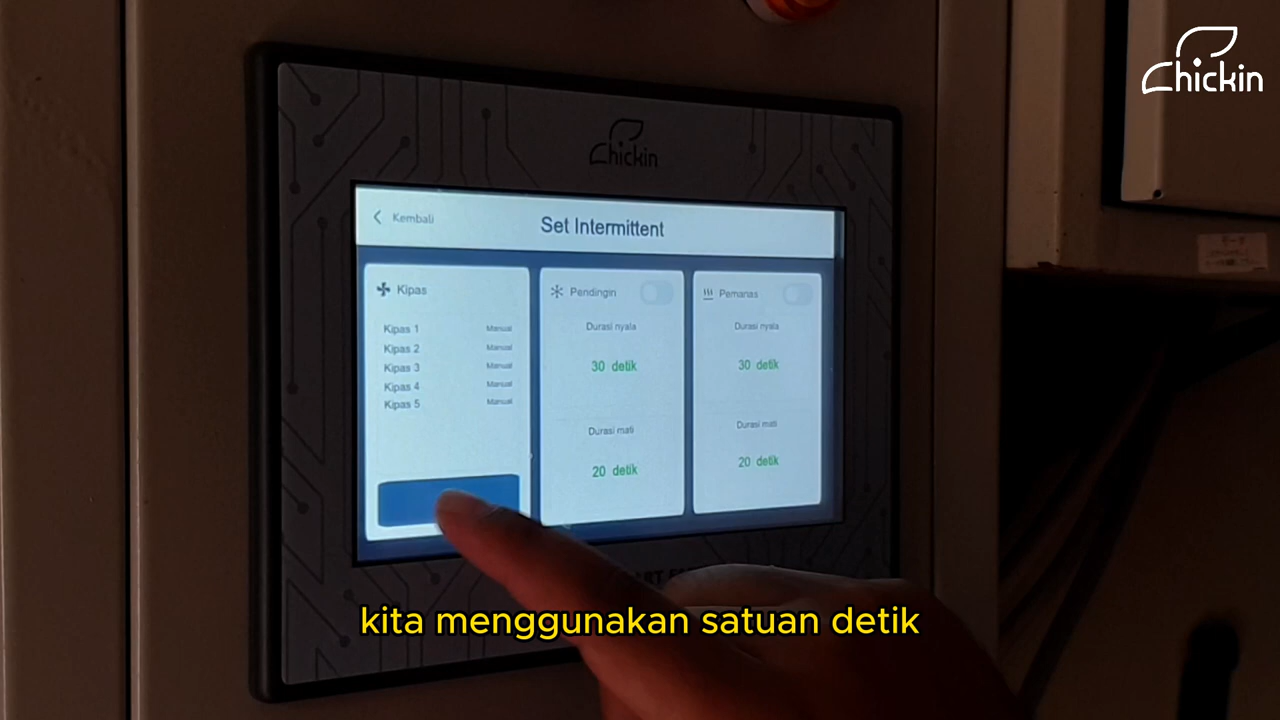 Chickin
Chickin
Kembali
Set Intermittent
Kipas
Kipas 1 Manual
Kipas 2 Manual
Kipas 3 Manual
Kipas 4 Manual
Kipas 5 Manual
Pendingin
Durasi nyala
30 detik
Durasi mati
20 detik
Pemanas
Durasi nyala
30 detik
Durasi mati
20 detik
kita menggunakan satuan detik